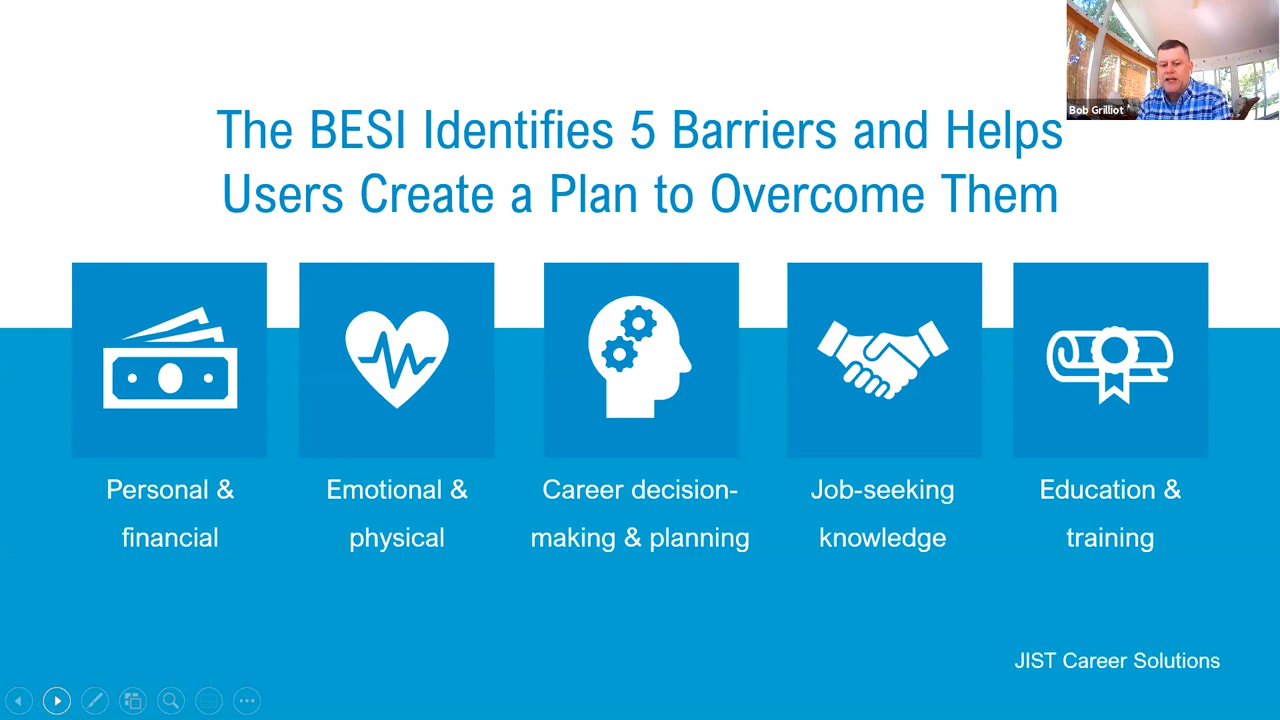 Bob Grilliot
The BESI Identifies 5 Barriers and Helps
Users Create a Plan to Overcome Them
Personal &
financial
Emotional &
physical
Career decision-
making & planning
Job-seeking
knowledge
Education &
training
JIST Career Solutions